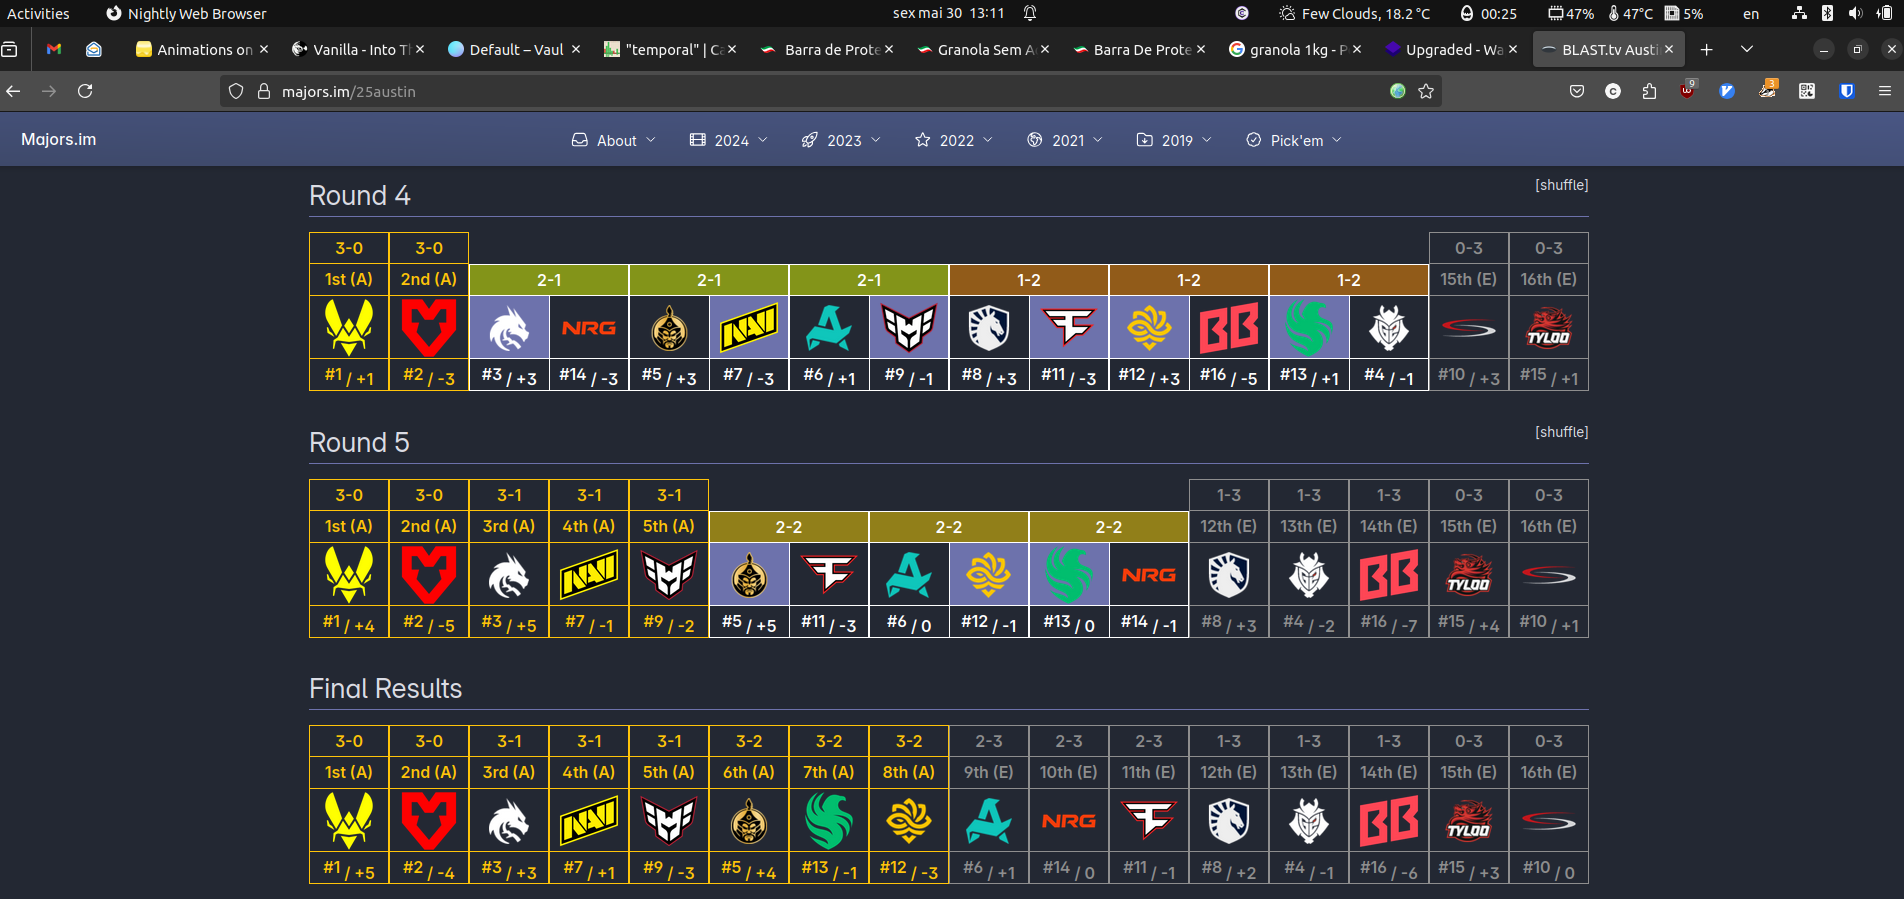 Activities Nightly Web Browser sex mai 30 13:11 Few Clouds, 18.2 °C 00:25 47% 47°C 5% en
Animations on Vanilla - Into Th Default – Vaul "temporal" | Ca Barra de Prote Granola Sem A Barra De Prote granola 1kg - P Upgraded - Wa BLAST.tv Austi
majors.im/25austin 9 3
Majors.im About 2024 2023 2022 2021 2019 Pick'em
Round 4 [shuffle]
3-0 3-0 0-3 0-3
1st (A) 2nd (A) 2-1 2-1 2-1 1-2 1-2 1-2 15th (E) 16th (E)
NRG NAVI BB TYLOO
#1 / +1 #2 / -3 #3 / +3 #14 / -3 #5 / +3 #7 / -3 #6 / +1 #9 / -1 #8 / +3 #11 / -3 #12 / +3 #16 / -5 #13 / +1 #4 / -1 #10 / +3 #15 / +1
Round 5 [shuffle]
3-0 3-0 3-1 3-1 3-1 1-3 1-3 1-3 0-3 0-3
1st (A) 2nd (A) 3rd (A) 4th (A) 5th (A) 2-2 2-2 2-2 12th (E) 13th (E) 14th (E) 15th (E) 16th (E)
NAVI NRG BB TYLOO
#1 / +4 #2 / -5 #3 / +5 #7 / -1 #9 / -2 #5 / +5 #11 / -3 #6 / 0 #12 / -1 #13 / 0 #14 / -1 #8 / +3 #4 / -2 #16 / -7 #15 / +4 #10 / +1
Final Results
3-0 3-0 3-1 3-1 3-1 3-2 3-2 3-2 2-3 2-3 2-3 1-3 1-3 1-3 0-3 0-3
1st (A) 2nd (A) 3rd (A) 4th (A) 5th (A) 6th (A) 7th (A) 8th (A) 9th (E) 10th (E) 11th (E) 12th (E) 13th (E) 14th (E) 15th (E) 16th (E)
NAVI NRG BB TYLOO
#1 / +5 #2 / -4 #3 / +3 #7 / +1 #9 / -3 #5 / +4 #13 / -1 #12 / -3 #6 / +1 #14 / 0 #11 / -1 #8 / +2 #4 / -1 #16 / -6 #15 / +3 #10 / 0